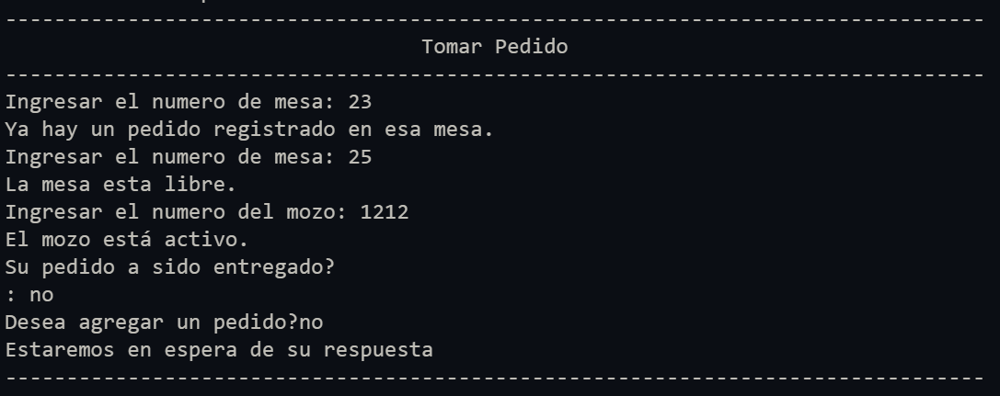 --------------------------------------------------------------------------------
Tomar Pedido
--------------------------------------------------------------------------------
Ingresar el numero de mesa: 23
Ya hay un pedido registrado en esa mesa.
Ingresar el numero de mesa: 25
La mesa esta libre.
Ingresar el numero del mozo: 1212
El mozo está activo.
Su pedido a sido entregado?
: no
Desea agregar un pedido?no
Estaremos en espera de su respuesta
--------------------------------------------------------------------------------